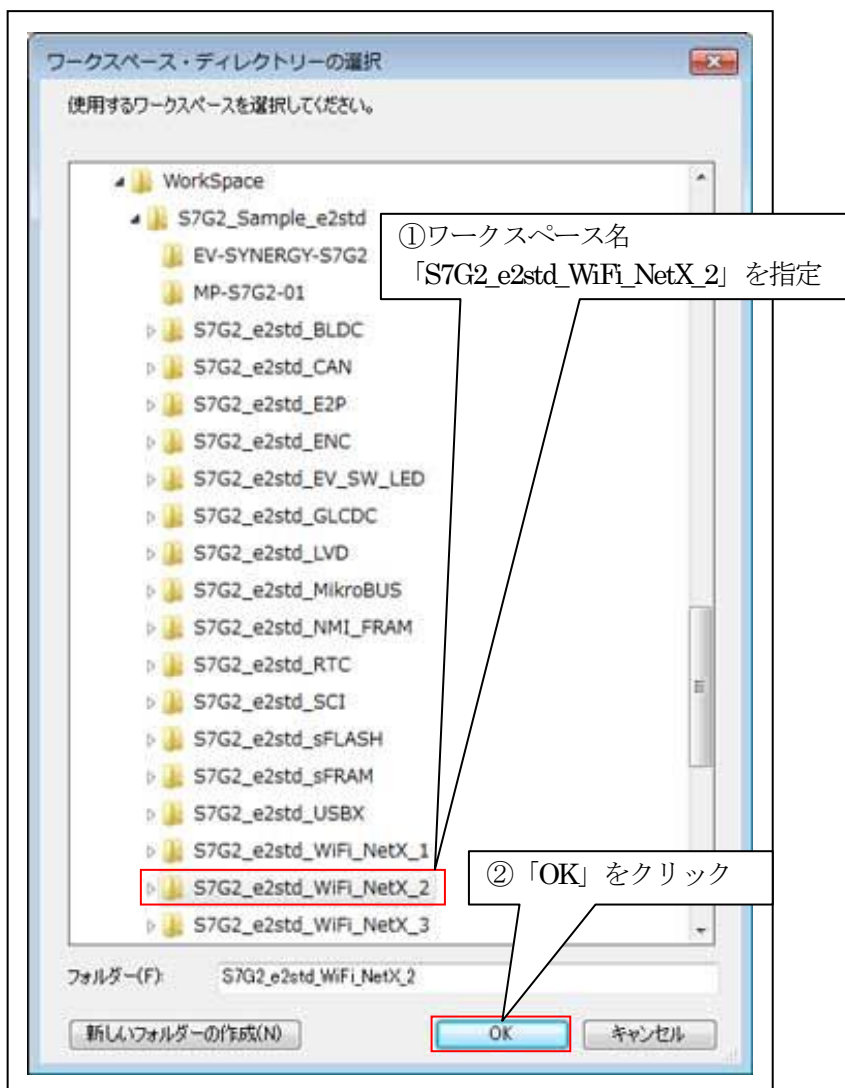 ワークスペース・ディレクトリーの選択
使用するワークスペースを選択してください。
WorkSpace
S7G2_Sample_e2std
EV-SYNERGY-S7G2
MP-S7G2-01
S7G2_e2std_BLDC
S7G2_e2std_CAN
S7G2_e2std_E2P
S7G2_e2std_ENC
S7G2_e2std_EV_SW_LED
S7G2_e2std_GLCDC
S7G2_e2std_LVD
S7G2_e2std_MikroBUS
S7G2_e2std_NMI_FRAM
S7G2_e2std_RTC
S7G2_e2std_SCI
S7G2_e2std_sFLASH
S7G2_e2std_sFRAM
S7G2_e2std_USBX
S7G2_e2std_WiFi_NetX_1
S7G2_e2std_WiFi_NetX_2
S7G2_e2std_WiFi_NetX_3
①ワークスペース名
「S7G2_e2std_WiFi_NetX_2」を指定
②「OK」をクリック
フォルダー(F): S7G2_e2std_WiFi_NetX_2
新しいフォルダーの作成(N) OK キャンセル